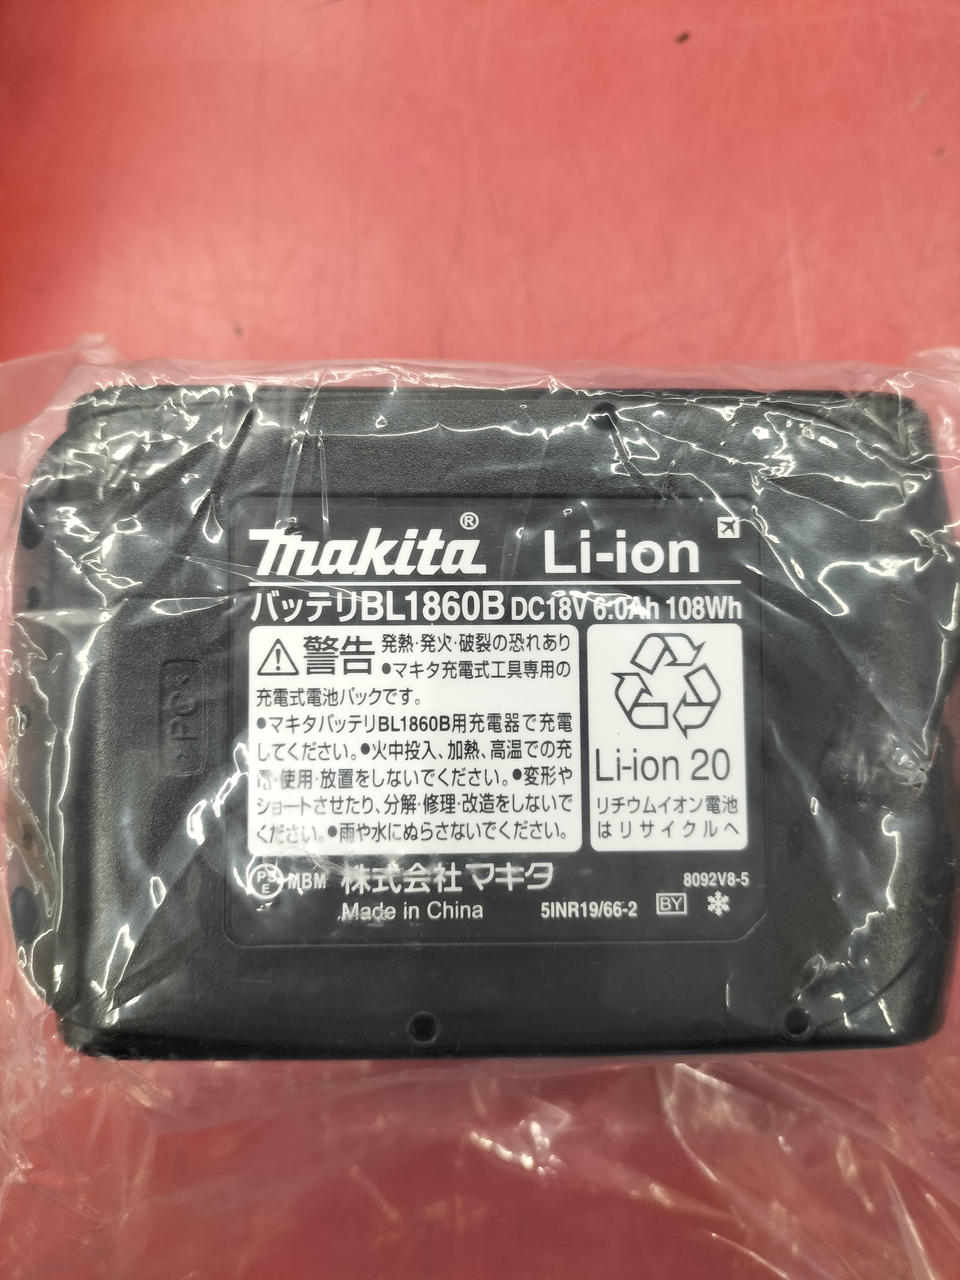 makita® Li-ion
バッテリBL1860B DC18V 6.0Ah 108Wh
警告 発熱・発火・破裂の恐れあり
●マキタ充電式工具専用の
充電式電池パックです。
●マキタバッテリBL1860B用充電器で充電
してください。●火中投入、加熱、高温での充
電・使用・放置をしないでください。●変形や
ショートさせたり、分解・修理・改造をしないで
ください。●雨や水にぬらさないでください。
Li-ion 20
リチウムイオン電池
はリサイクルへ
PSE MBM 株式会社マキタ
8092V8-5
Made in China
5INR19/66-2 BY
>PC<